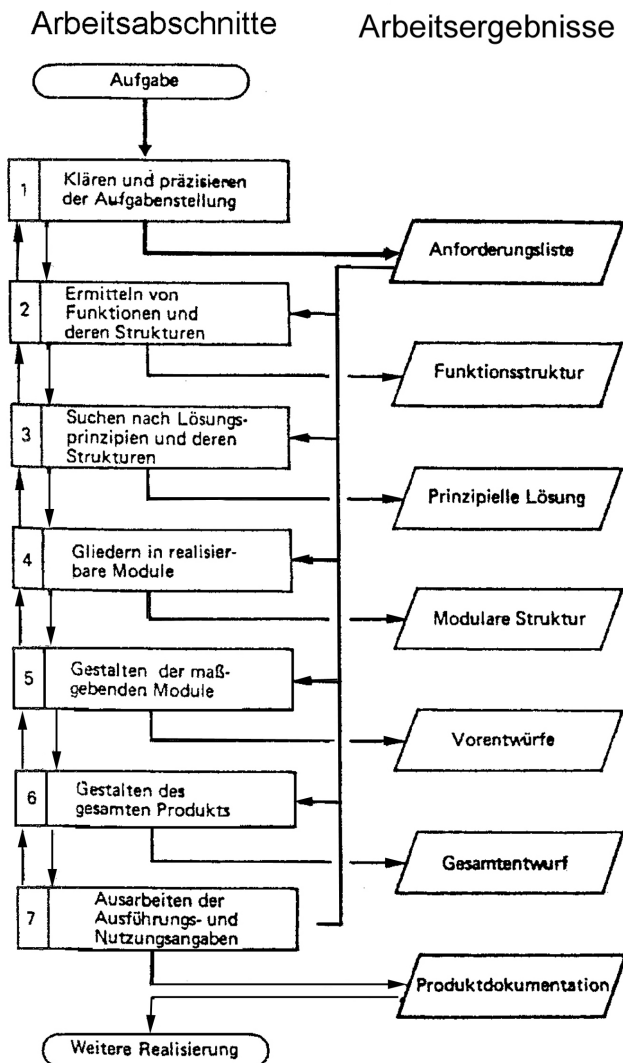 Arbeitsabschnitte
Arbeitsergebnisse
Aufgabe
1
Klären und präzisieren
der Aufgabenstellung
Anforderungsliste
2
Ermitteln von
Funktionen und
deren Strukturen
Funktionsstruktur
3
Suchen nach Lösungs-
prinzipien und deren
Strukturen
Prinzipielle Lösung
4
Gliedern in realisier-
bare Module
Modulare Struktur
5
Gestalten der maß-
gebenden Module
Vorentwürfe
6
Gestalten des
gesamten Produkts
Gesamtentwurf
7
Ausarbeiten der
Ausführungs- und
Nutzungsangaben
Produktdokumentation
Weitere Realisierung